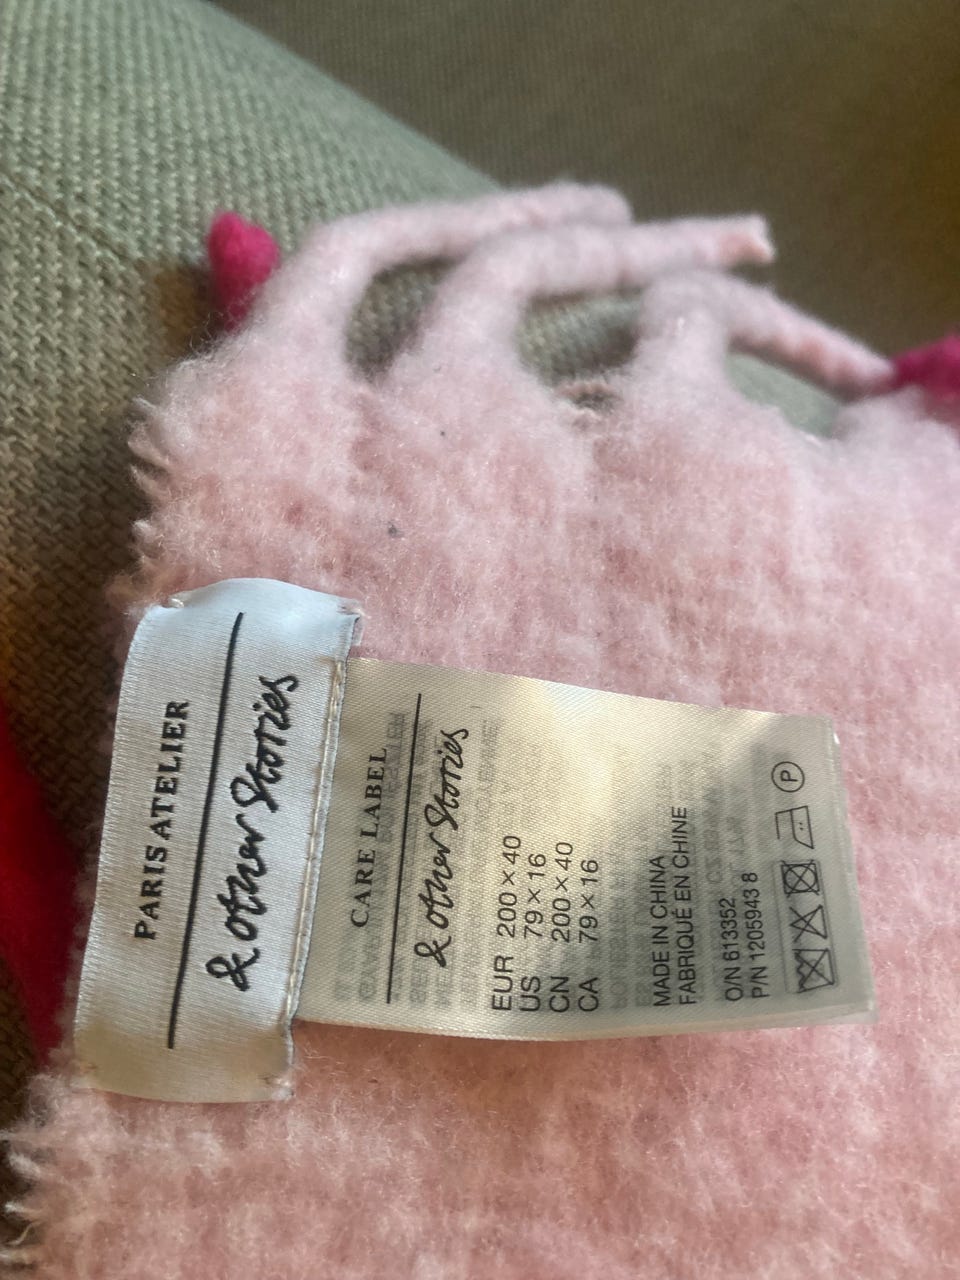 PARIS ATELIER
& other Stories
CARE LABEL
& other Stories
EUR 200×40
US 79×16
CN 200×40
CA 79×16
MADE IN CHINA
FABRIQUÉ EN CHINE
O/N 613352
P/N 1205943 8
P